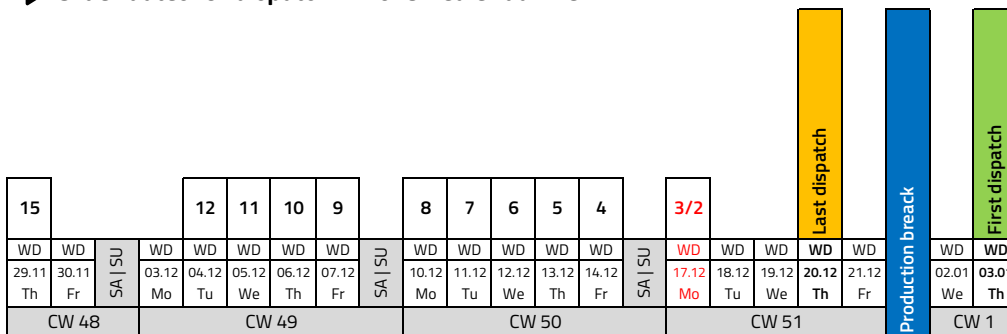 Last dispatch
Production breack
First dispatch
15 12 11 10 9 8 7 6 5 4 3/2
WD WD SA | SU WD WD WD WD WD SA | SU WD WD WD WD WD SA | SU WD WD WD WD WD WD WD
29.11 30.11 03.12 04.12 05.12 06.12 07.12 10.12 11.12 12.12 13.12 14.12 17.12 18.12 19.12 20.12 21.12 02.01
Th Fr Mo Tu We Th Fr Mo Tu We Th Fr Mo Tu We Th Fr We Th
CW 48 CW 49 CW 50 CW 51 CW 1